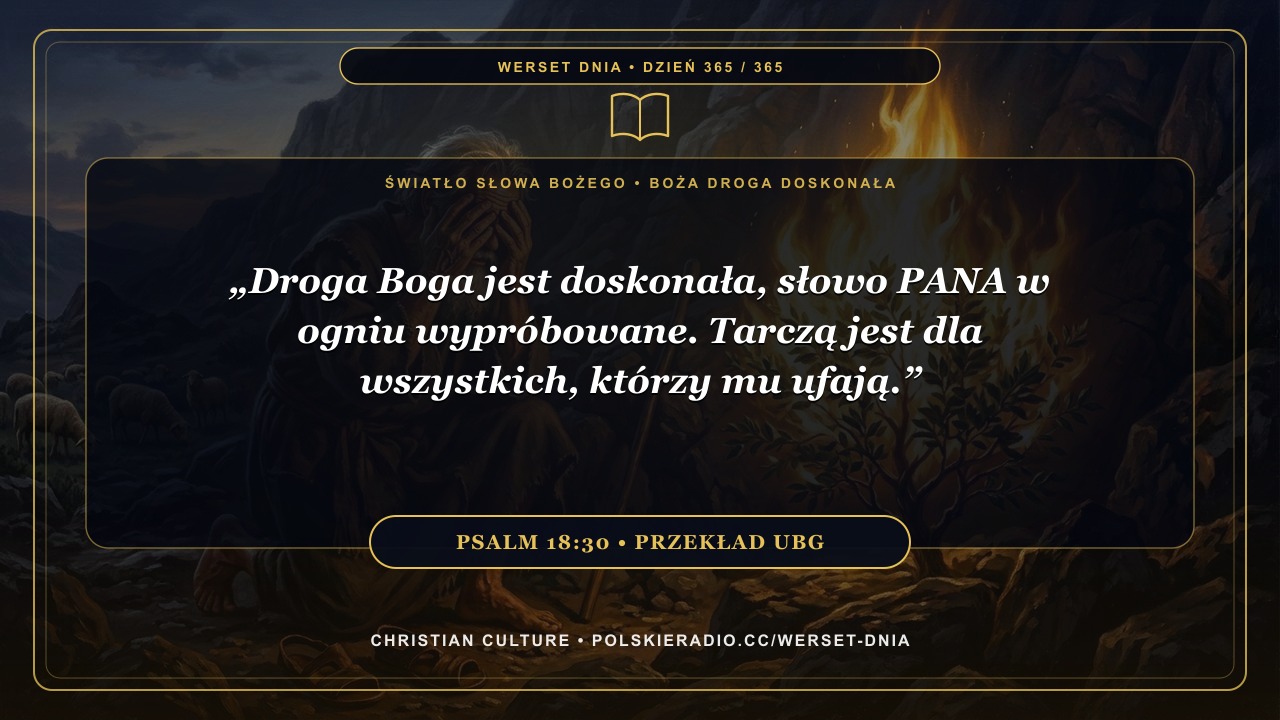 WERSET DNIA • DZIEŃ 365 / 365
ŚWIATŁO SŁOWA BOŻEGO • BOŻA DROGA DOSKONAŁA
„Droga Boga jest doskonała, słowo PANA w
ogniu wypróbowane. Tarczą jest dla
wszystkich, którzy mu ufają.”
PSALM 18:30 • PRZEKŁAD UBG
CHRISTIAN CULTURE • POLSKIERADIO.CC/WERSET-DNIA